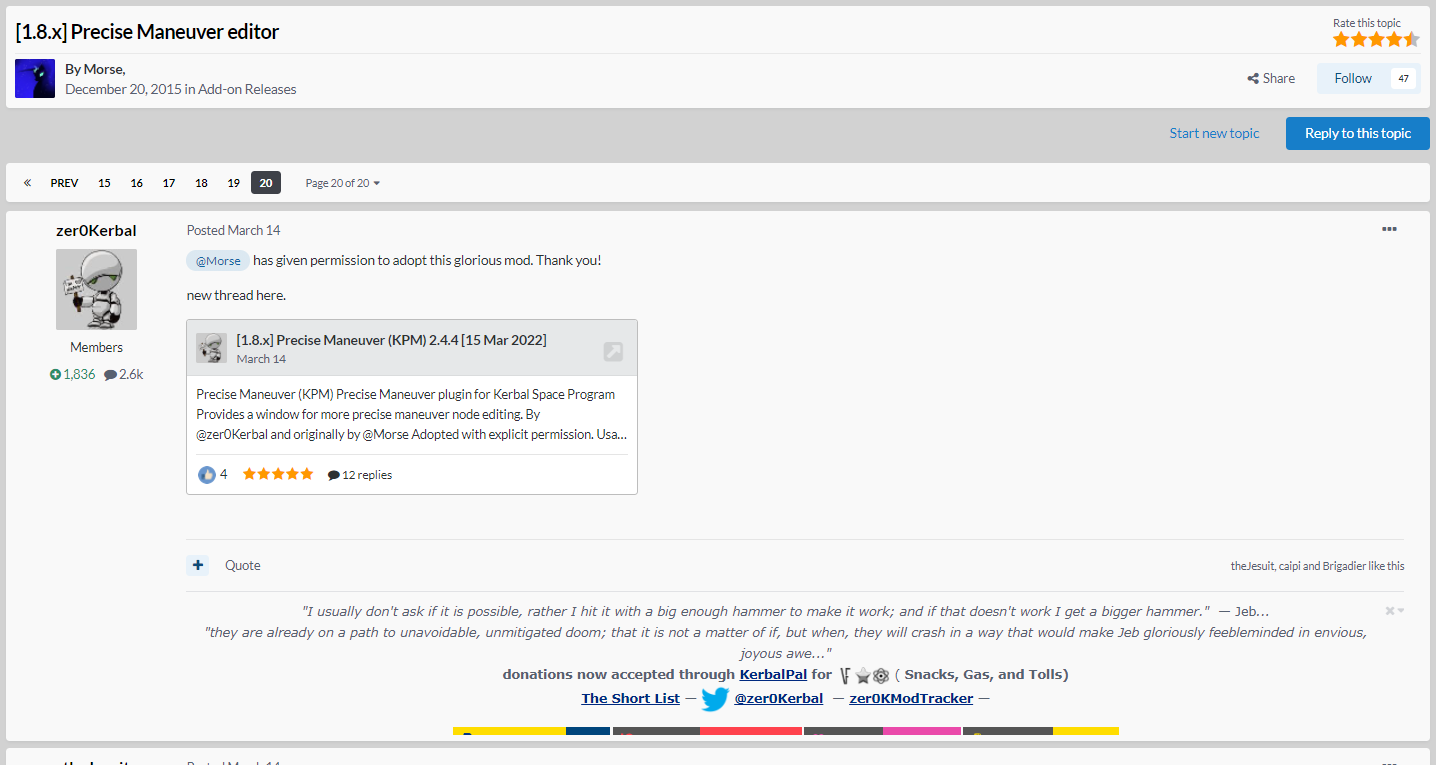 [1.8.x] Precise Maneuver editor
Rate this topic
By Morse,
December 20, 2015 in Add-on Releases
Share
Follow 47
Start new topic
Reply to this topic
« PREV 15 16 17 18 19 20 Page 20 of 20
zer0Kerbal
Posted March 14
@Morse has given permission to adopt this glorious mod. Thank you!
new thread here.
[1.8.x] Precise Maneuver (KPM) 2.4.4 [15 Mar 2022]
March 14
Members
1,836 2.6k
Precise Maneuver (KPM) Precise Maneuver plugin for Kerbal Space Program
Provides a window for more precise maneuver node editing. By
@zer0Kerbal and originally by @Morse Adopted with explicit permission. Usa...
4 12 replies
Quote
theJesuit, caipi and Brigadier like this
"I usually don't ask if it is possible, rather I hit it with a big enough hammer to make it work; and if that doesn't work I get a bigger hammer." — Jeb...
"they are already on a path to unavoidable, unmitigated doom; that it is not a matter of if, but when, they will crash in a way that would make Jeb gloriously feebleminded in envious,
joyous awe..."
donations now accepted through KerbalPal for ( Snacks, Gas, and Tolls)
The Short List — @zer0Kerbal — zer0KModTracker —